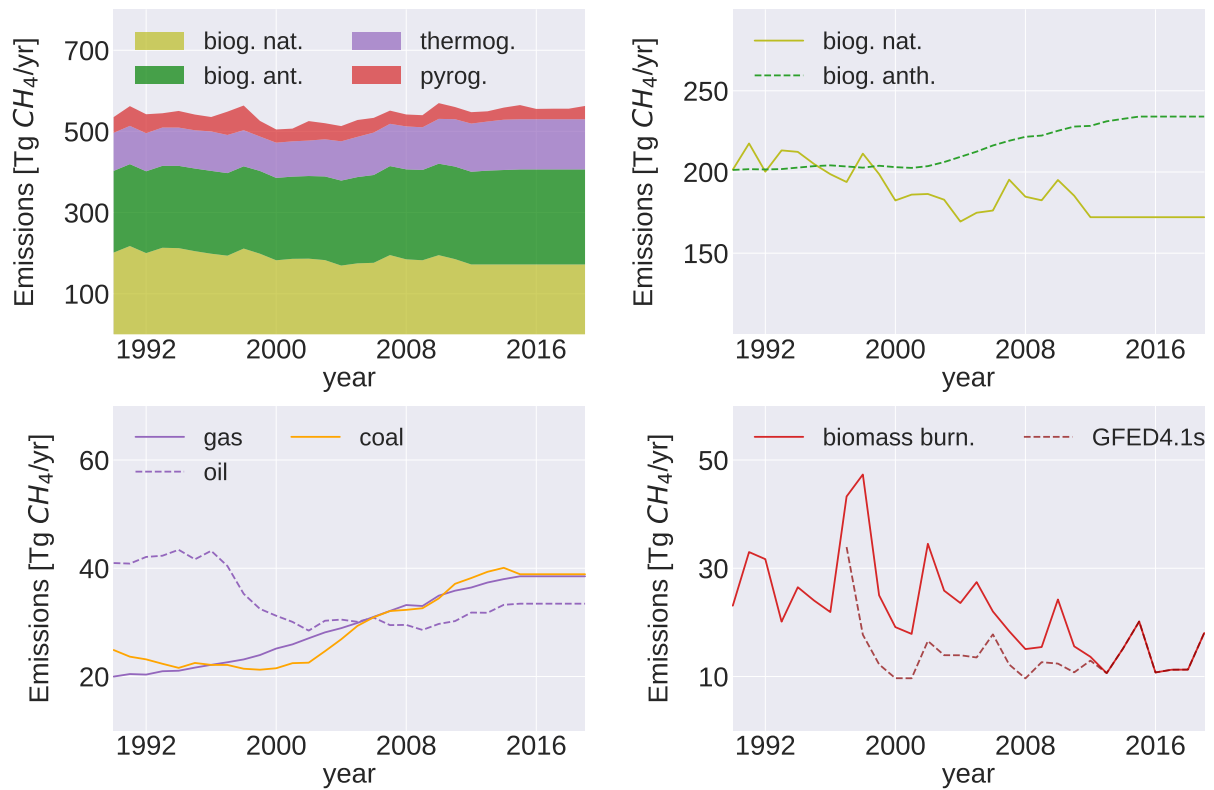 Emissions [Tg CH4/yr]
700
500
300
100
biog. nat.
biog. ant.
thermog.
pyrog.
1992 2000 2008 2016
year
Emissions [Tg CH4/yr]
250
200
150
biog. nat.
biog. anth.
1992 2000 2008 2016
year
Emissions [Tg CH4/yr]
60
40
20
gas
oil
coal
1992 2000 2008 2016
year
Emissions [Tg CH4/yr]
50
30
10
biomass burn.
GFED4.1s
1992 2000 2008 2016
year